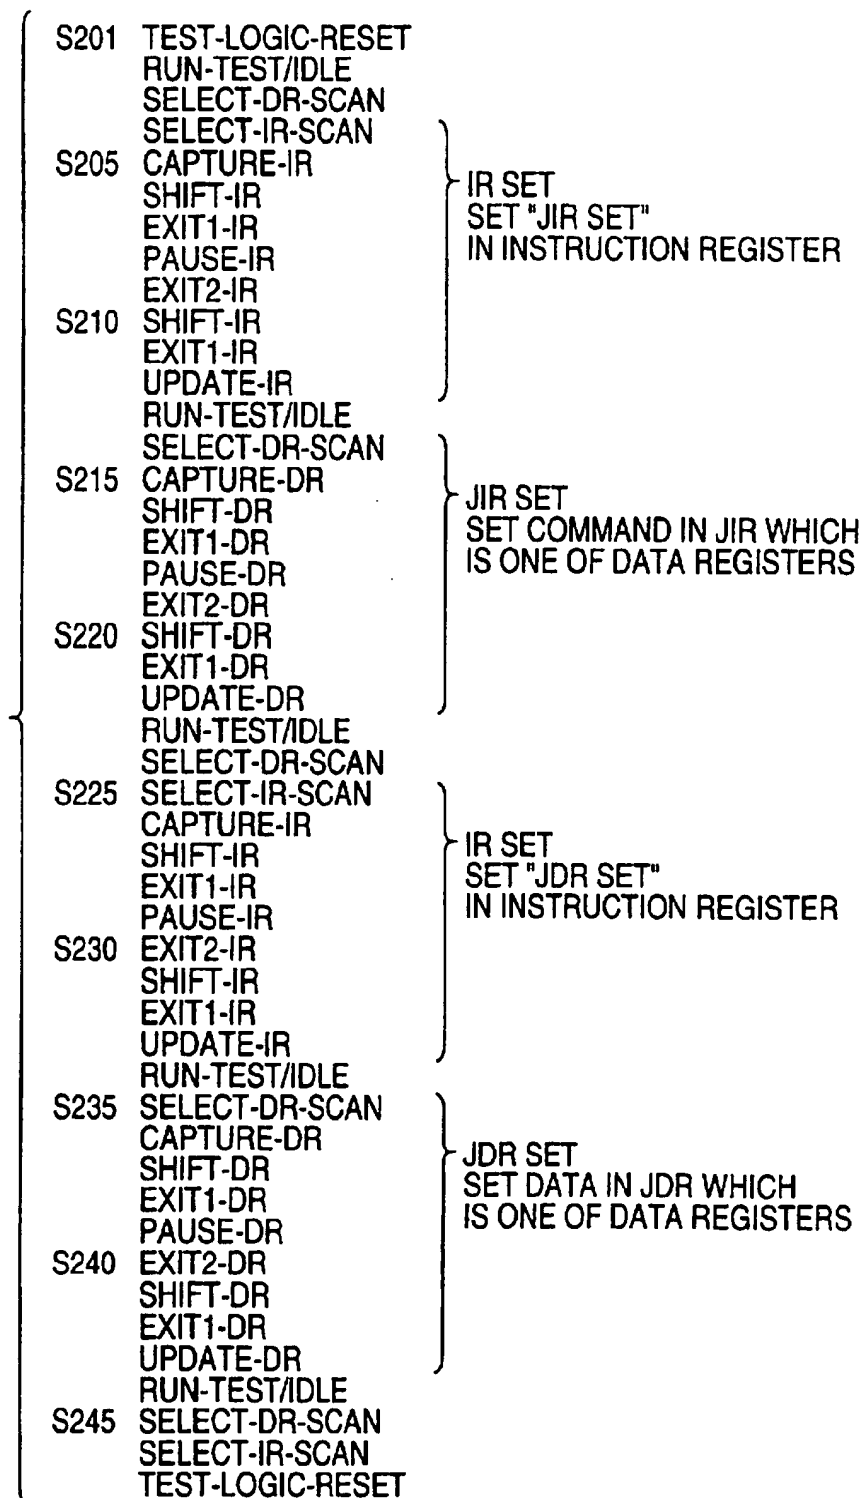 S201 TEST-LOGIC-RESET
RUN-TEST/IDLE
SELECT-DR-SCAN
SELECT-IR-SCAN
S205 CAPTURE-IR
SHIFT-IR
EXIT1-IR
PAUSE-IR
EXIT2-IR
S210 SHIFT-IR
EXIT1-IR
UPDATE-IR
IR SET
SET "JIR SET"
IN INSTRUCTION REGISTER
RUN-TEST/IDLE
SELECT-DR-SCAN
S215 CAPTURE-DR
SHIFT-DR
EXIT1-DR
PAUSE-DR
EXIT2-DR
S220 SHIFT-DR
EXIT1-DR
UPDATE-DR
JIR SET
SET COMMAND IN JIR WHICH
IS ONE OF DATA REGISTERS
RUN-TEST/IDLE
SELECT-DR-SCAN
S225 SELECT-IR-SCAN
CAPTURE-IR
SHIFT-IR
EXIT1-IR
PAUSE-IR
S230 EXIT2-IR
SHIFT-IR
EXIT1-IR
UPDATE-IR
IR SET
SET "JDR SET"
IN INSTRUCTION REGISTER
RUN-TEST/IDLE
S235 SELECT-DR-SCAN
CAPTURE-DR
SHIFT-DR
EXIT1-DR
PAUSE-DR
S240 EXIT2-DR
SHIFT-DR
EXIT1-DR
UPDATE-DR
JDR SET
SET DATA IN JDR WHICH
IS ONE OF DATA REGISTERS
RUN-TEST/IDLE
S245 SELECT-DR-SCAN
SELECT-IR-SCAN
TEST-LOGIC-RESET